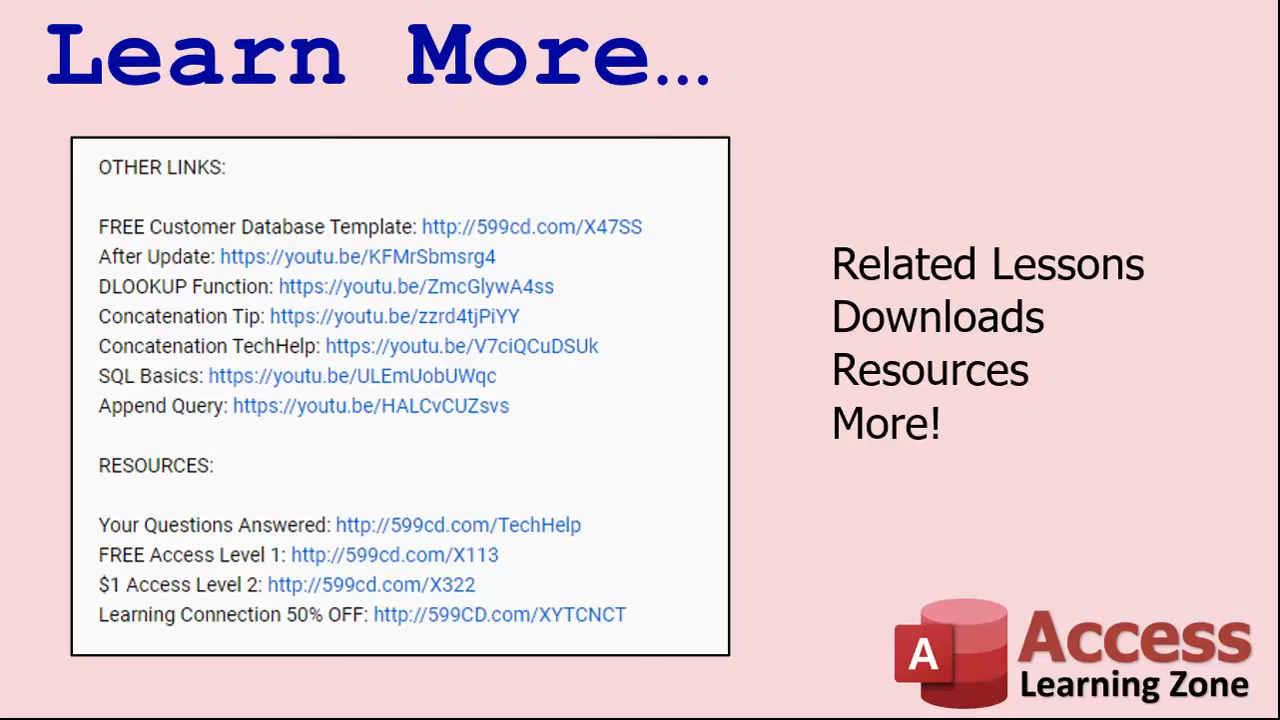 Learn More...
OTHER LINKS:
FREE Customer Database Template: http://599cd.com/X47SS
After Update: https://youtu.be/KFMrSbmsrg4
DLOOKUP Function: https://youtu.be/ZmcGlywA4ss
Concatenation Tip: https://youtu.be/zzrd4tjPiYY
Concatenation TechHelp: https://youtu.be/V7ciQCuDSUk
SQL Basics: https://youtu.be/ULEmUobUWqc
Append Query: https://youtu.be/HALCvCUZsvs
RESOURCES:
Your Questions Answered: http://599cd.com/TechHelp
FREE Access Level 1: http://599cd.com/X113
$1 Access Level 2: http://599cd.com/X322
Learning Connection 50% OFF: http://599CD.com/XYTCNCT
Related Lessons
Downloads
Resources
More!
A
Access
Learning Zone